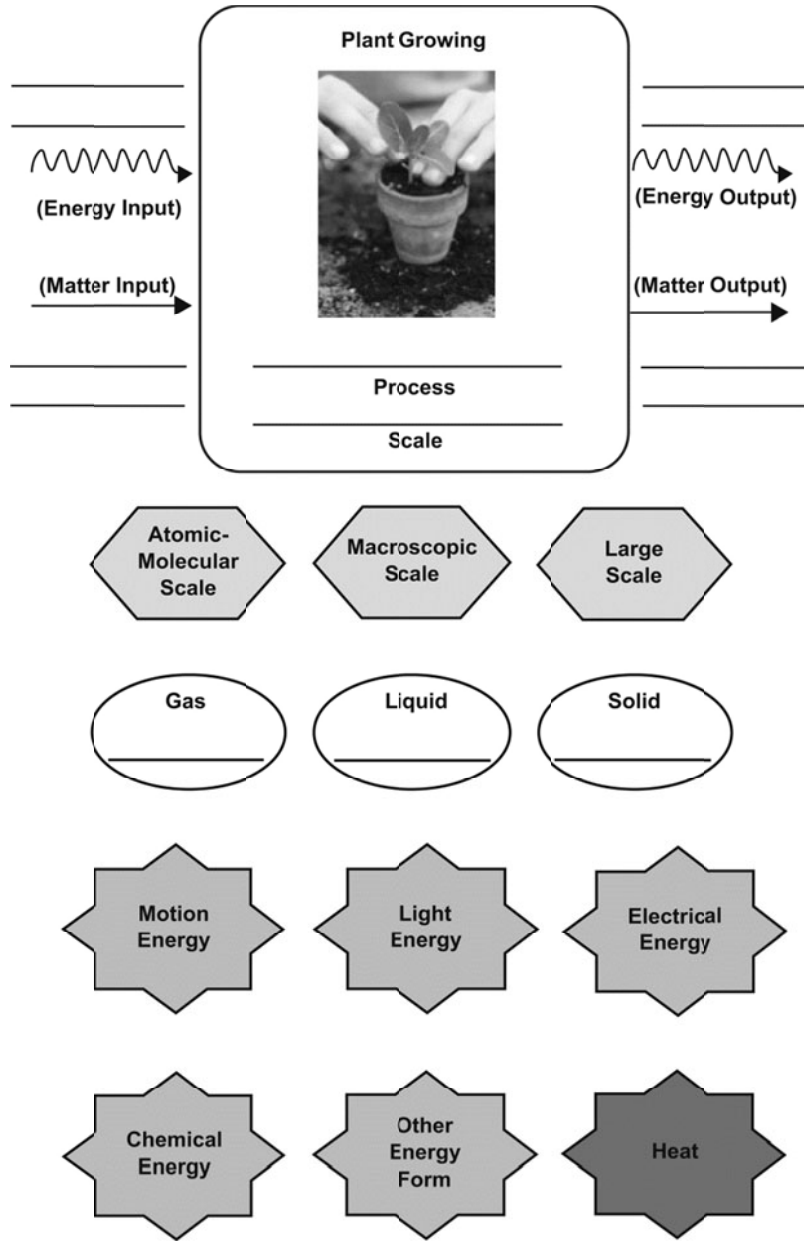 Plant Growing
(Energy Input)
(Energy Output)
(Matter Input)
(Matter Output)
Process
Scale
Atomic-
Molecular
Scale
Macroscopic
Scale
Large
Scale
Gas
Liquid
Solid
Motion
Energy
Light
Energy
Electrical
Energy
Chemical
Energy
Other
Energy
Form
Heat